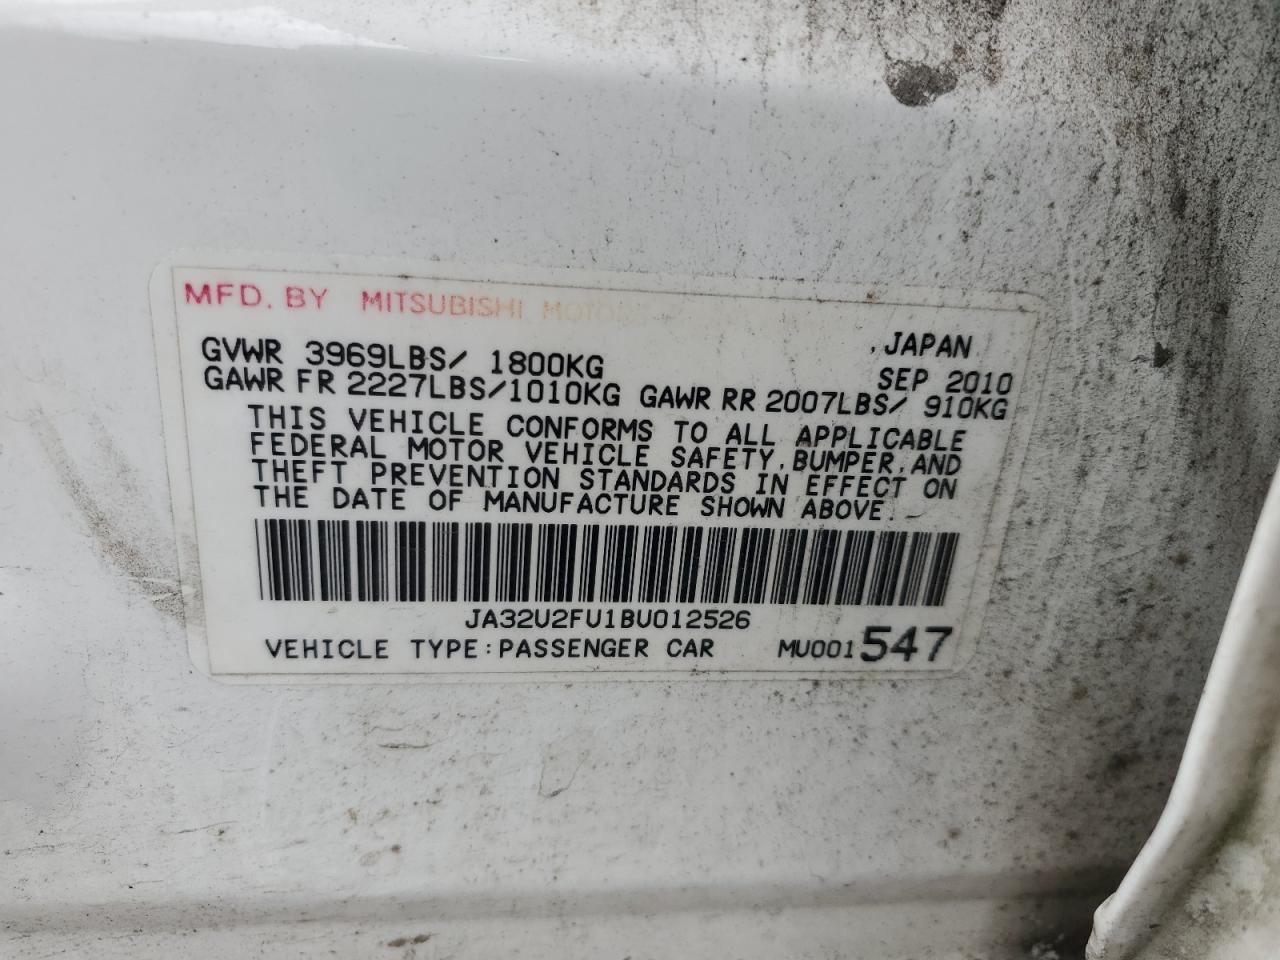 MFD. BY MITSUBISHI MOTORS
, JAPAN
GVWR 3969LBS/ 1800KG SEP 2010
GAWR FR 2227LBS/1010KG GAWR RR 2007LBS/ 910KG
THIS VEHICLE CONFORMS TO ALL APPLICABLE
FEDERAL MOTOR VEHICLE SAFETY, BUMPER, AND
THEFT PREVENTION STANDARDS IN EFFECT ON
THE DATE OF MANUFACTURE SHOWN ABOVE.
JA32U2FU1BU012526
VEHICLE TYPE: PASSENGER CAR MU001547